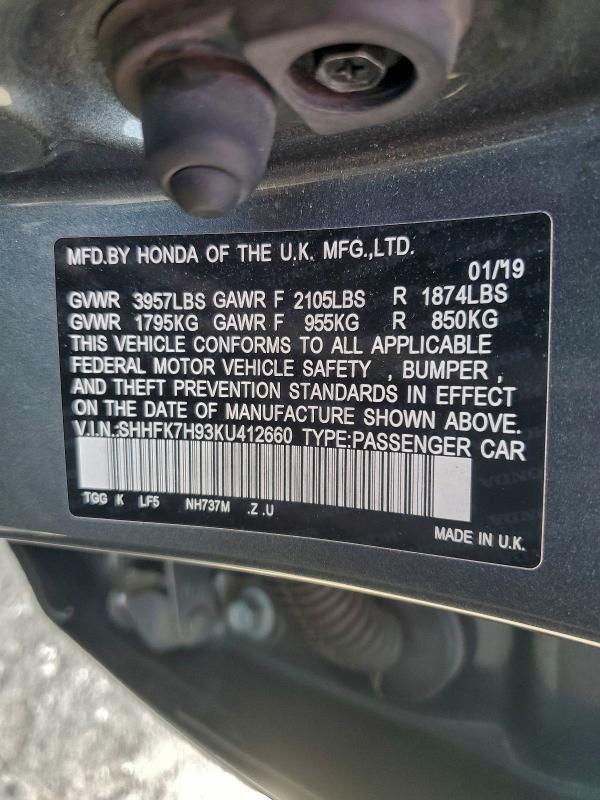 MFD.BY HONDA OF THE U.K. MFG.,LTD.
01/'19
GVWR 3957LBS GAWR F 2105LBS R 1874LBS
GVWR 1795KG GAWR F 955KG R 850KG
THIS VEHICLE CONFORMS TO ALL APPLICABLE
FEDERAL MOTOR VEHICLE SAFETY , BUMPER ,
AND THEFT PREVENTION STANDARDS IN EFFECT
ON THE DATE OF MANUFACTURE SHOWN ABOVE.
V.I.N.:SHHFK7H93KU412660 TYPE:PASSENGER CAR
TGG K LF5 NH737M .Z .U
MADE IN U.K.